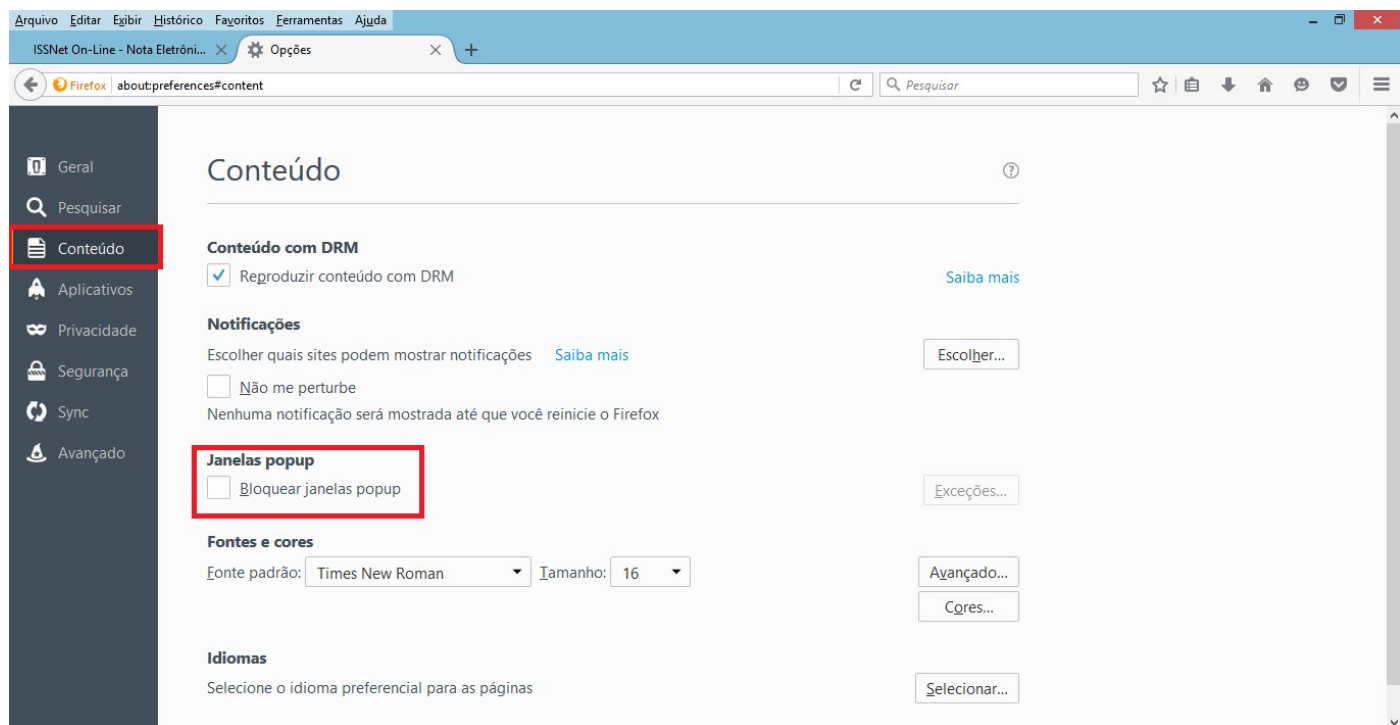 Arquivo Editar Exibir Histórico Favoritos Ferramentas Ajuda
ISSNet On-Line - Nota Eletrôni... Opções
Firefox about:preferences#content Pesquisar
Geral
Pesquisar
Conteúdo
Aplicativos
Privacidade
Segurança
Sync
Avançado
Conteúdo
Conteúdo com DRM
Reproduzir conteúdo com DRM Saiba mais
Notificações
Escolher quais sites podem mostrar notificações Saiba mais Escolher...
Não me perturbe
Nenhuma notificação será mostrada até que você reinicie o Firefox
Janelas popup
Bloquear janelas popup Exceções...
Fontes e cores
Fonte padrão: Times New Roman Tamanho: 16 Avançado...
Cores...
Idiomas
Selecione o idioma preferencial para as páginas Selecionar...